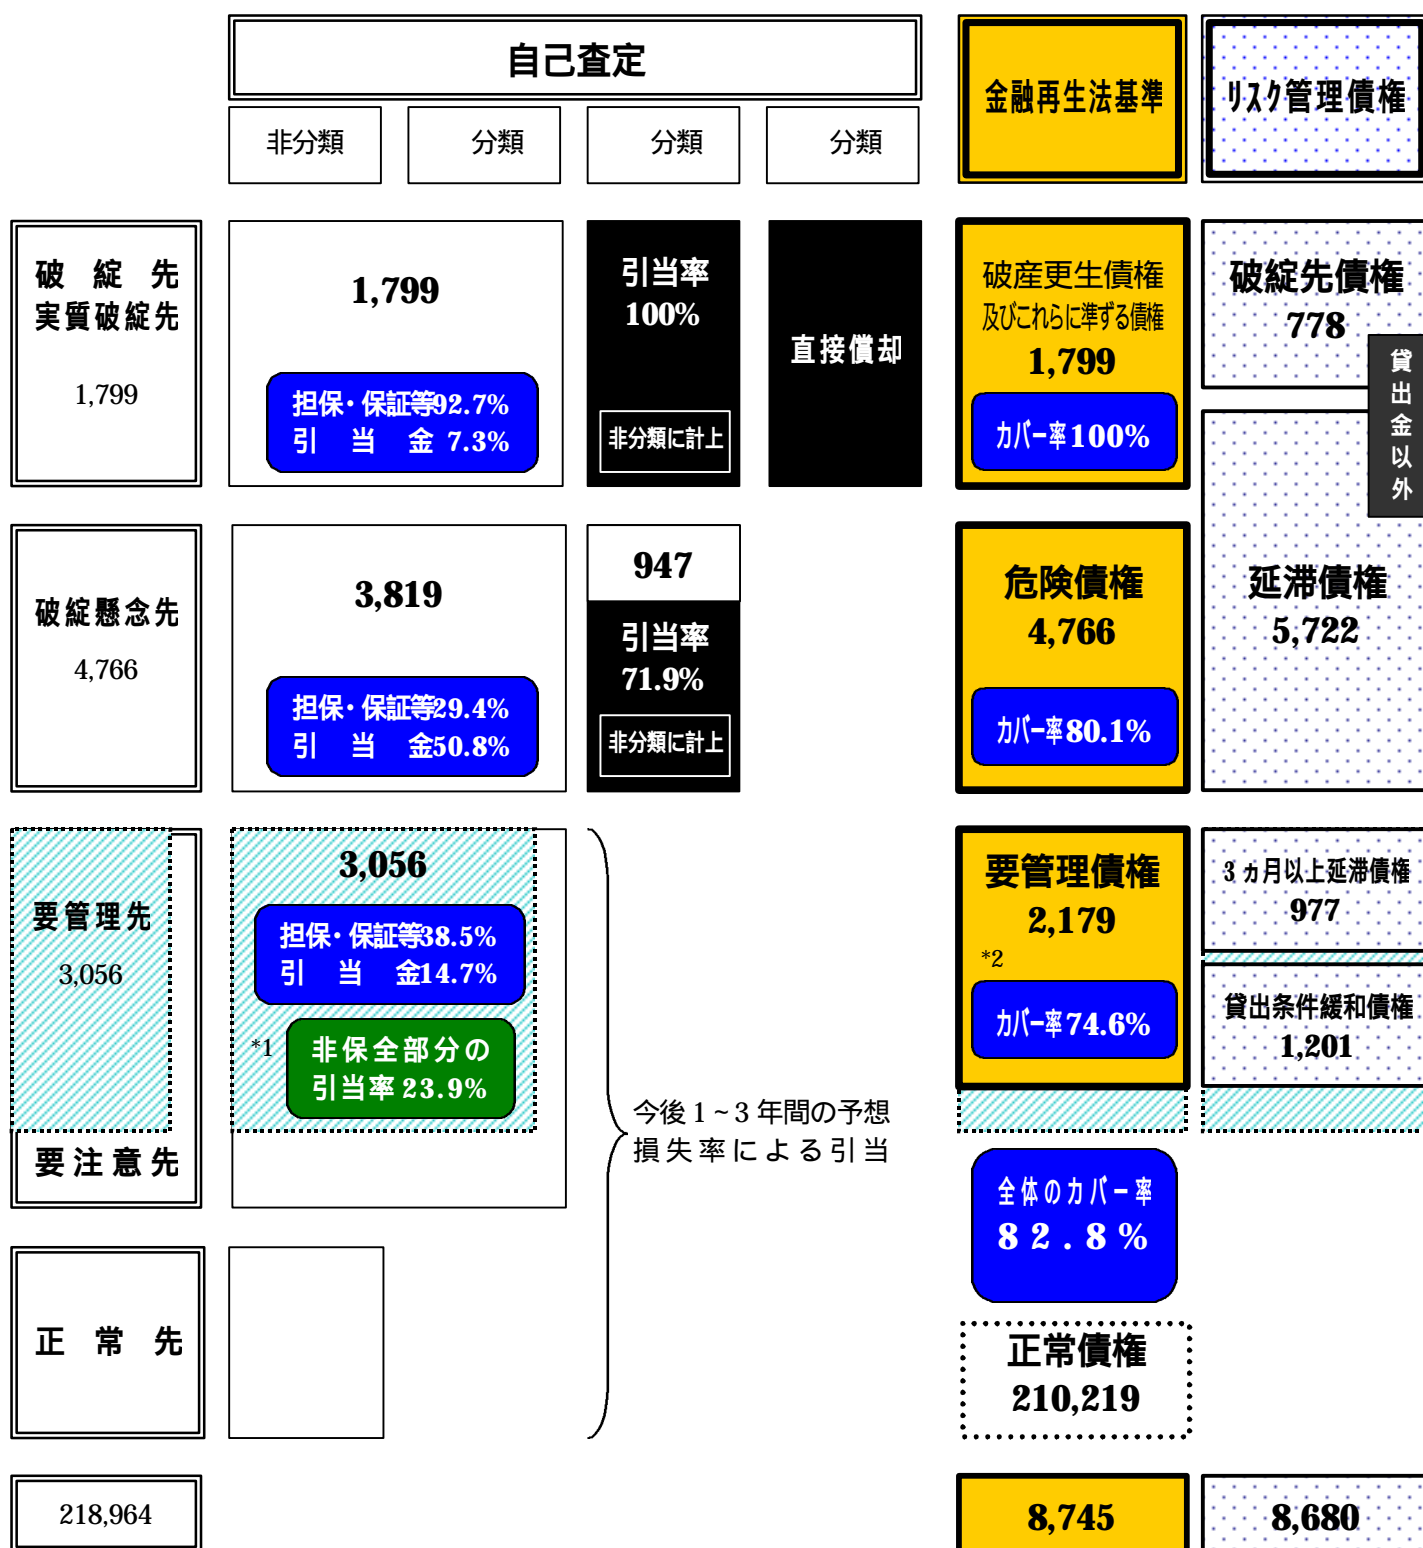 自己査定
金融再生法基準
リスク管理債権
非分類
分類
分類
分類
破綻先
実質破綻先
1,799
1,799
担保・保証等92.7%
引当金 7.3%
引当率
100%
非分類に計上
直接償却
破産更生債権
及びこれらに準ずる債権
1,799
カバー率100%
破綻先債権
778
貸出金以外
破綻懸念先
4,766
3,819
担保・保証等29.4%
引当金50.8%
947
引当率
71.9%
非分類に計上
危険債権
4,766
カバー率80.1%
延滞債権
5,722
要管理先
3,056
要注意先
3,056
担保・保証等38.5%
引当金14.7%
*1
非保全部分の
引当率 23.9%
今後 1~3 年間の予想
損失率による引当
要管理債権
2,179
*2
カバー率74.6%
3 ヵ月以上延滞債権
977
貸出条件緩和債権
1,201
全体のカバー率
82.8%
正常先
正常債権
210,219
218,964
8,745
8,680